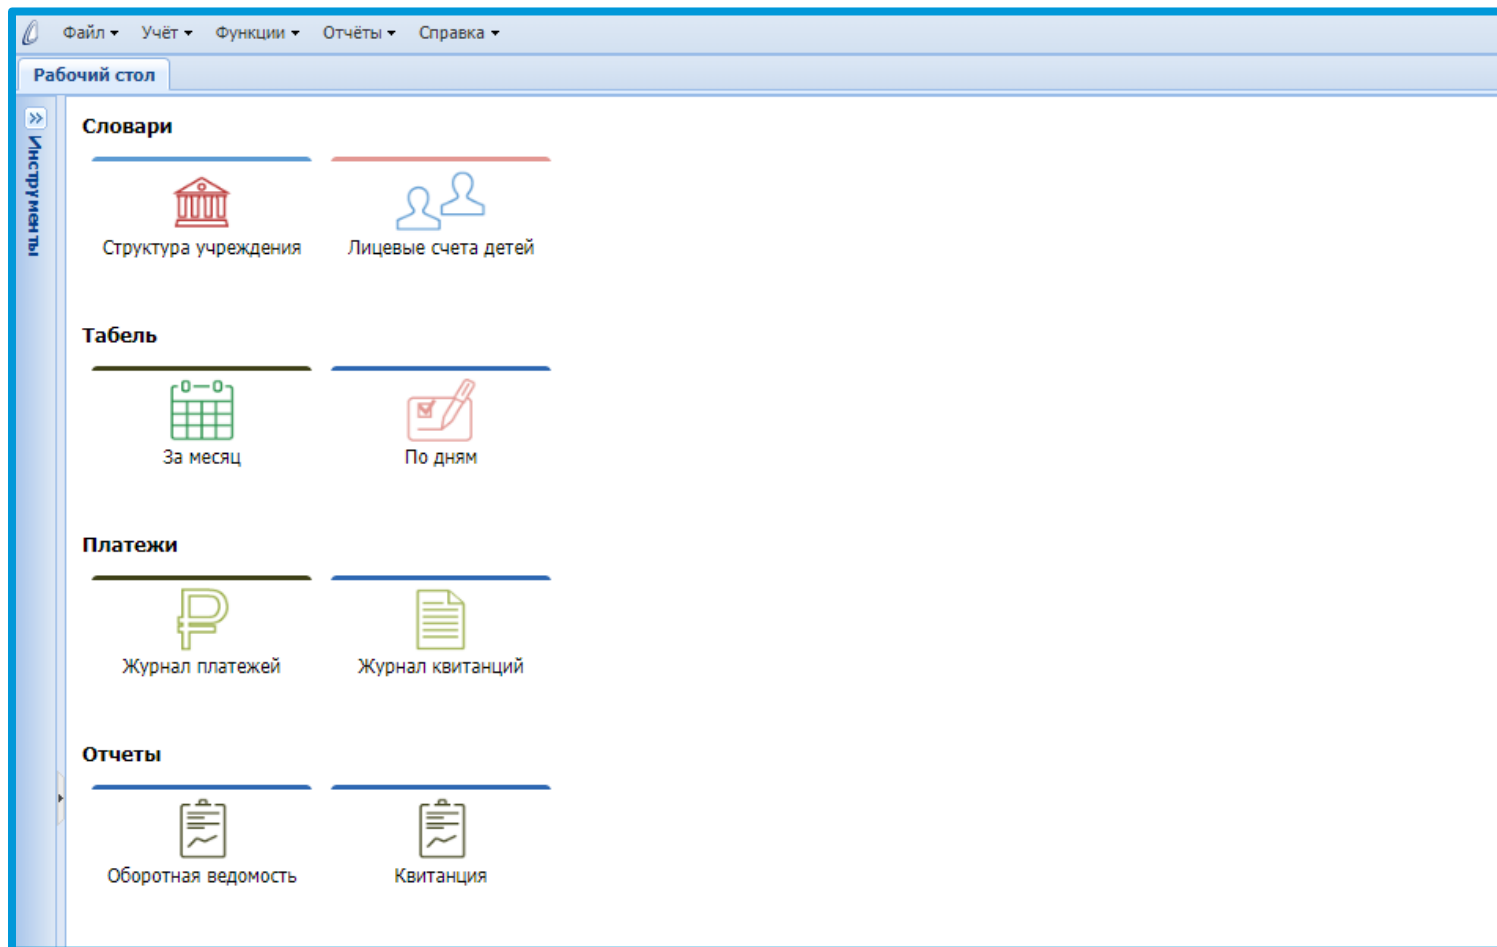 Файл Учёт Функции Отчёты Справка
Рабочий стол
Инструменты
Словари
Структура учреждения Лицевые счета детей
Табель
За месяц По дням
Платежи
Журнал платежей Журнал квитанций
Отчеты
Оборотная ведомость Квитанция